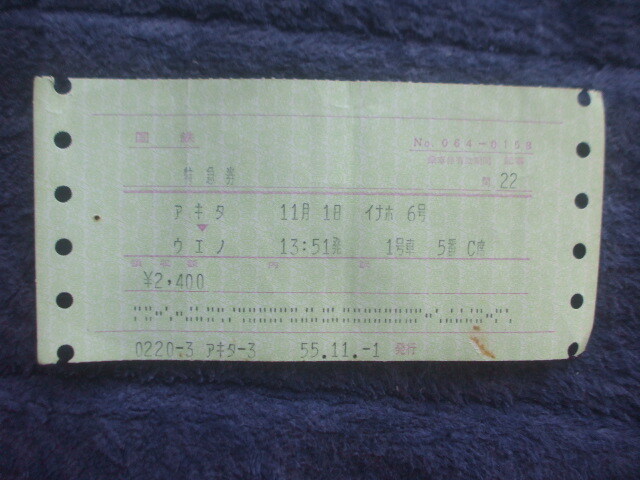 国鉄
No. 064-0158
特急券
22
アキタ 11月 1日 イナホ 6号
ウエノ 13:51発 1号車 5番 C席
¥2,400
0220-3 アキタ-3 55.11.-1 発行